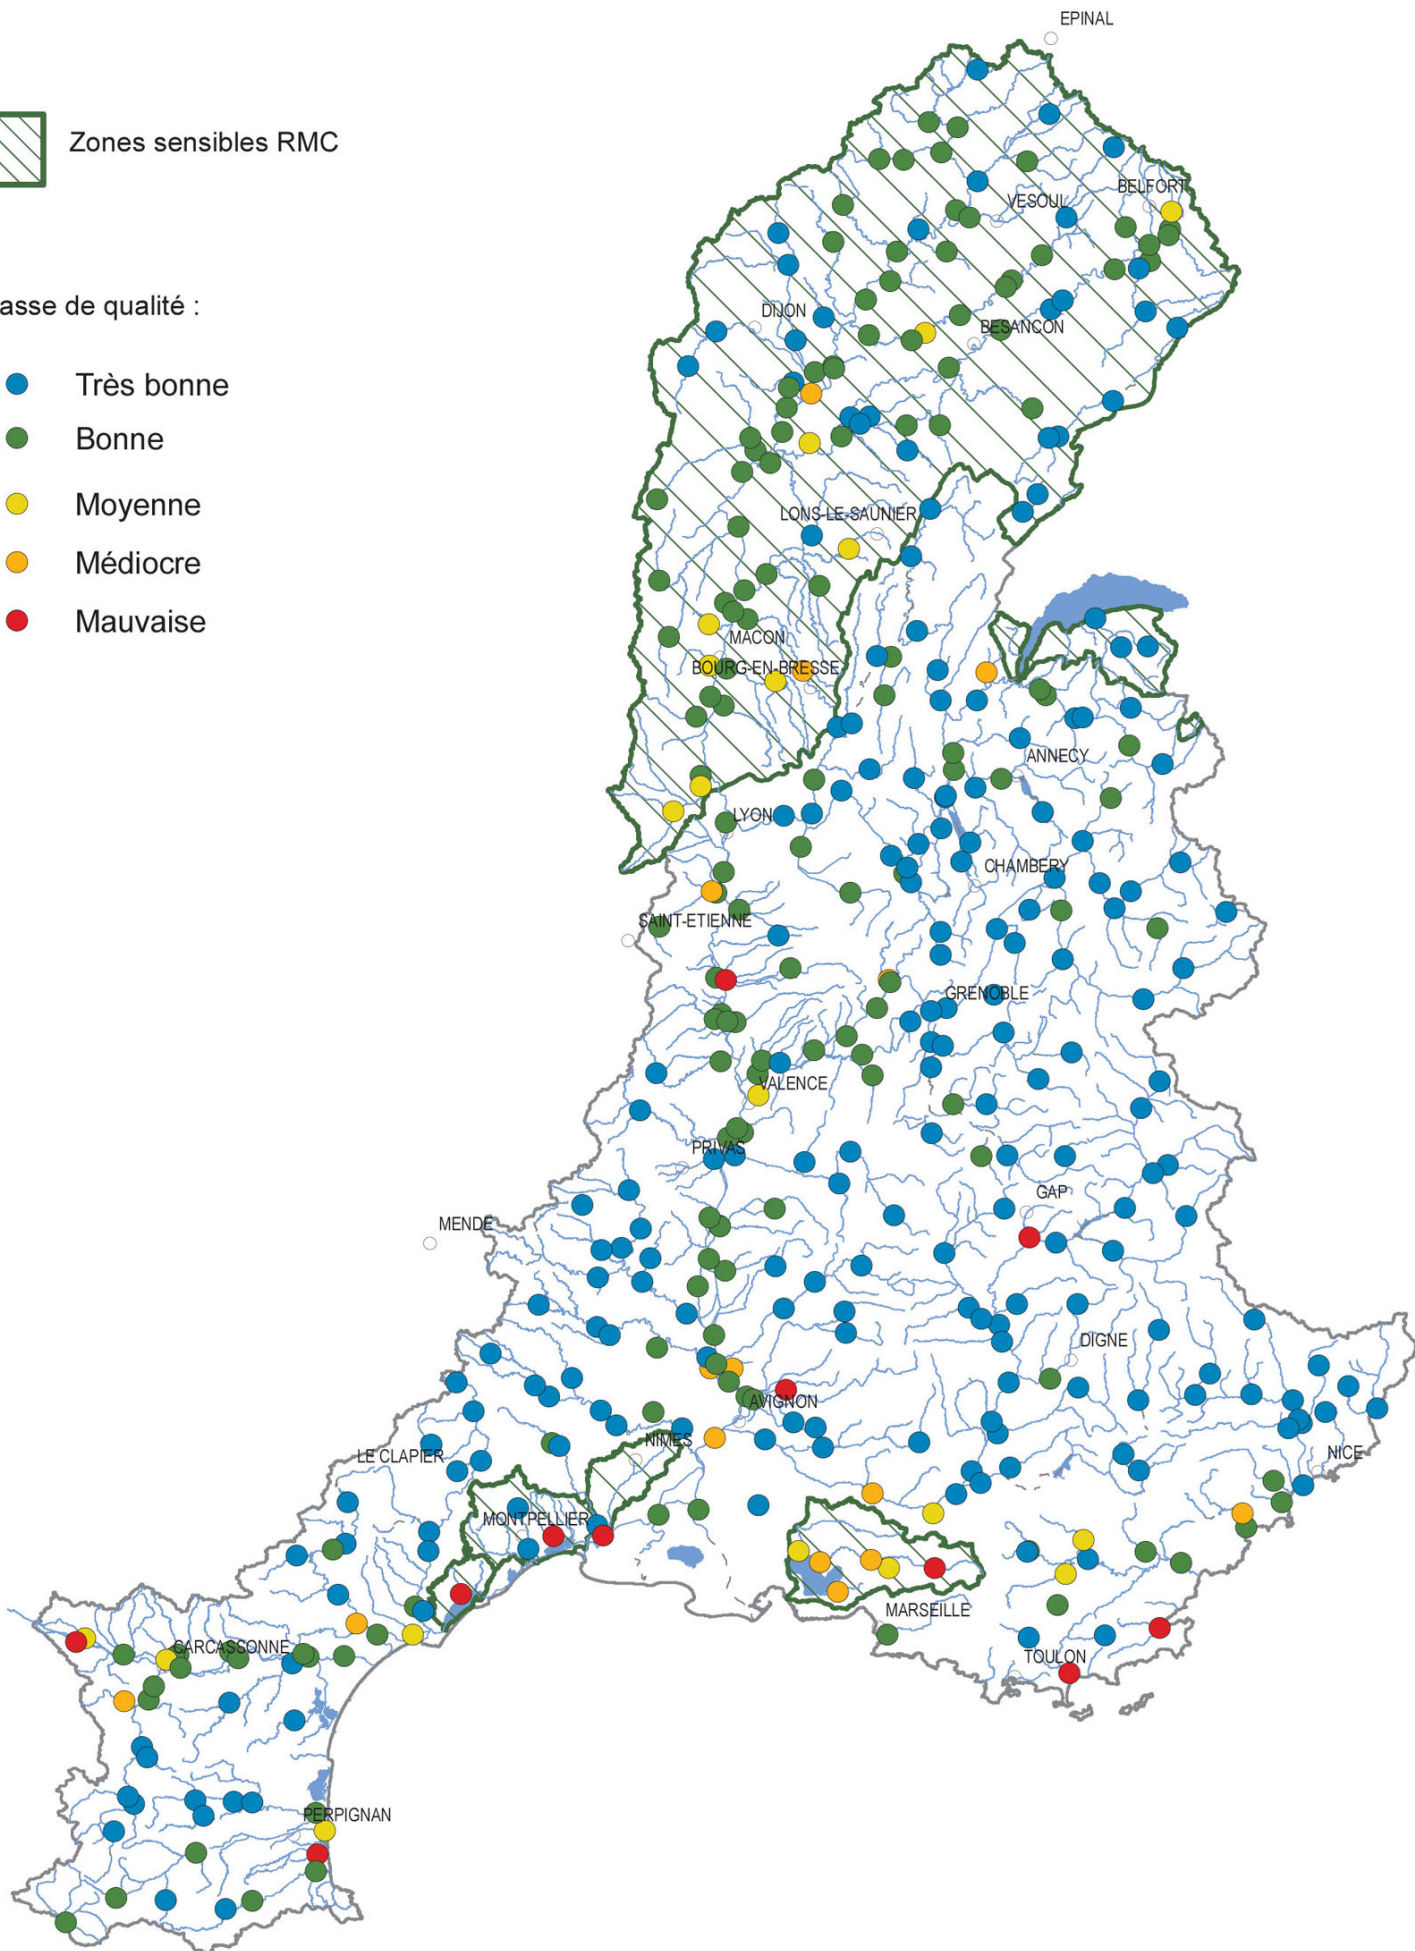 EPINAL
Zones sensibles RMC
BELFORT
VESOUL
asse de qualité :
DIJON
BESANCON
Très bonne
Bonne
Moyenne
LONS-LE-SAUNIER
Médiocre
Mauvaise
MACON
BOURG-EN-BRESSE
ANNECY
LYON
CHAMBERY
SAINT-ETIENNE
GRENOBLE
VALENCE
PRIVAS
GAP
MENDE
DIGNE
AVIGNON
NIMES
NICE
LE CLAPIER
MONTPELLIER
MARSEILLE
CARCASSONNE
TOULON
PERPIGNAN